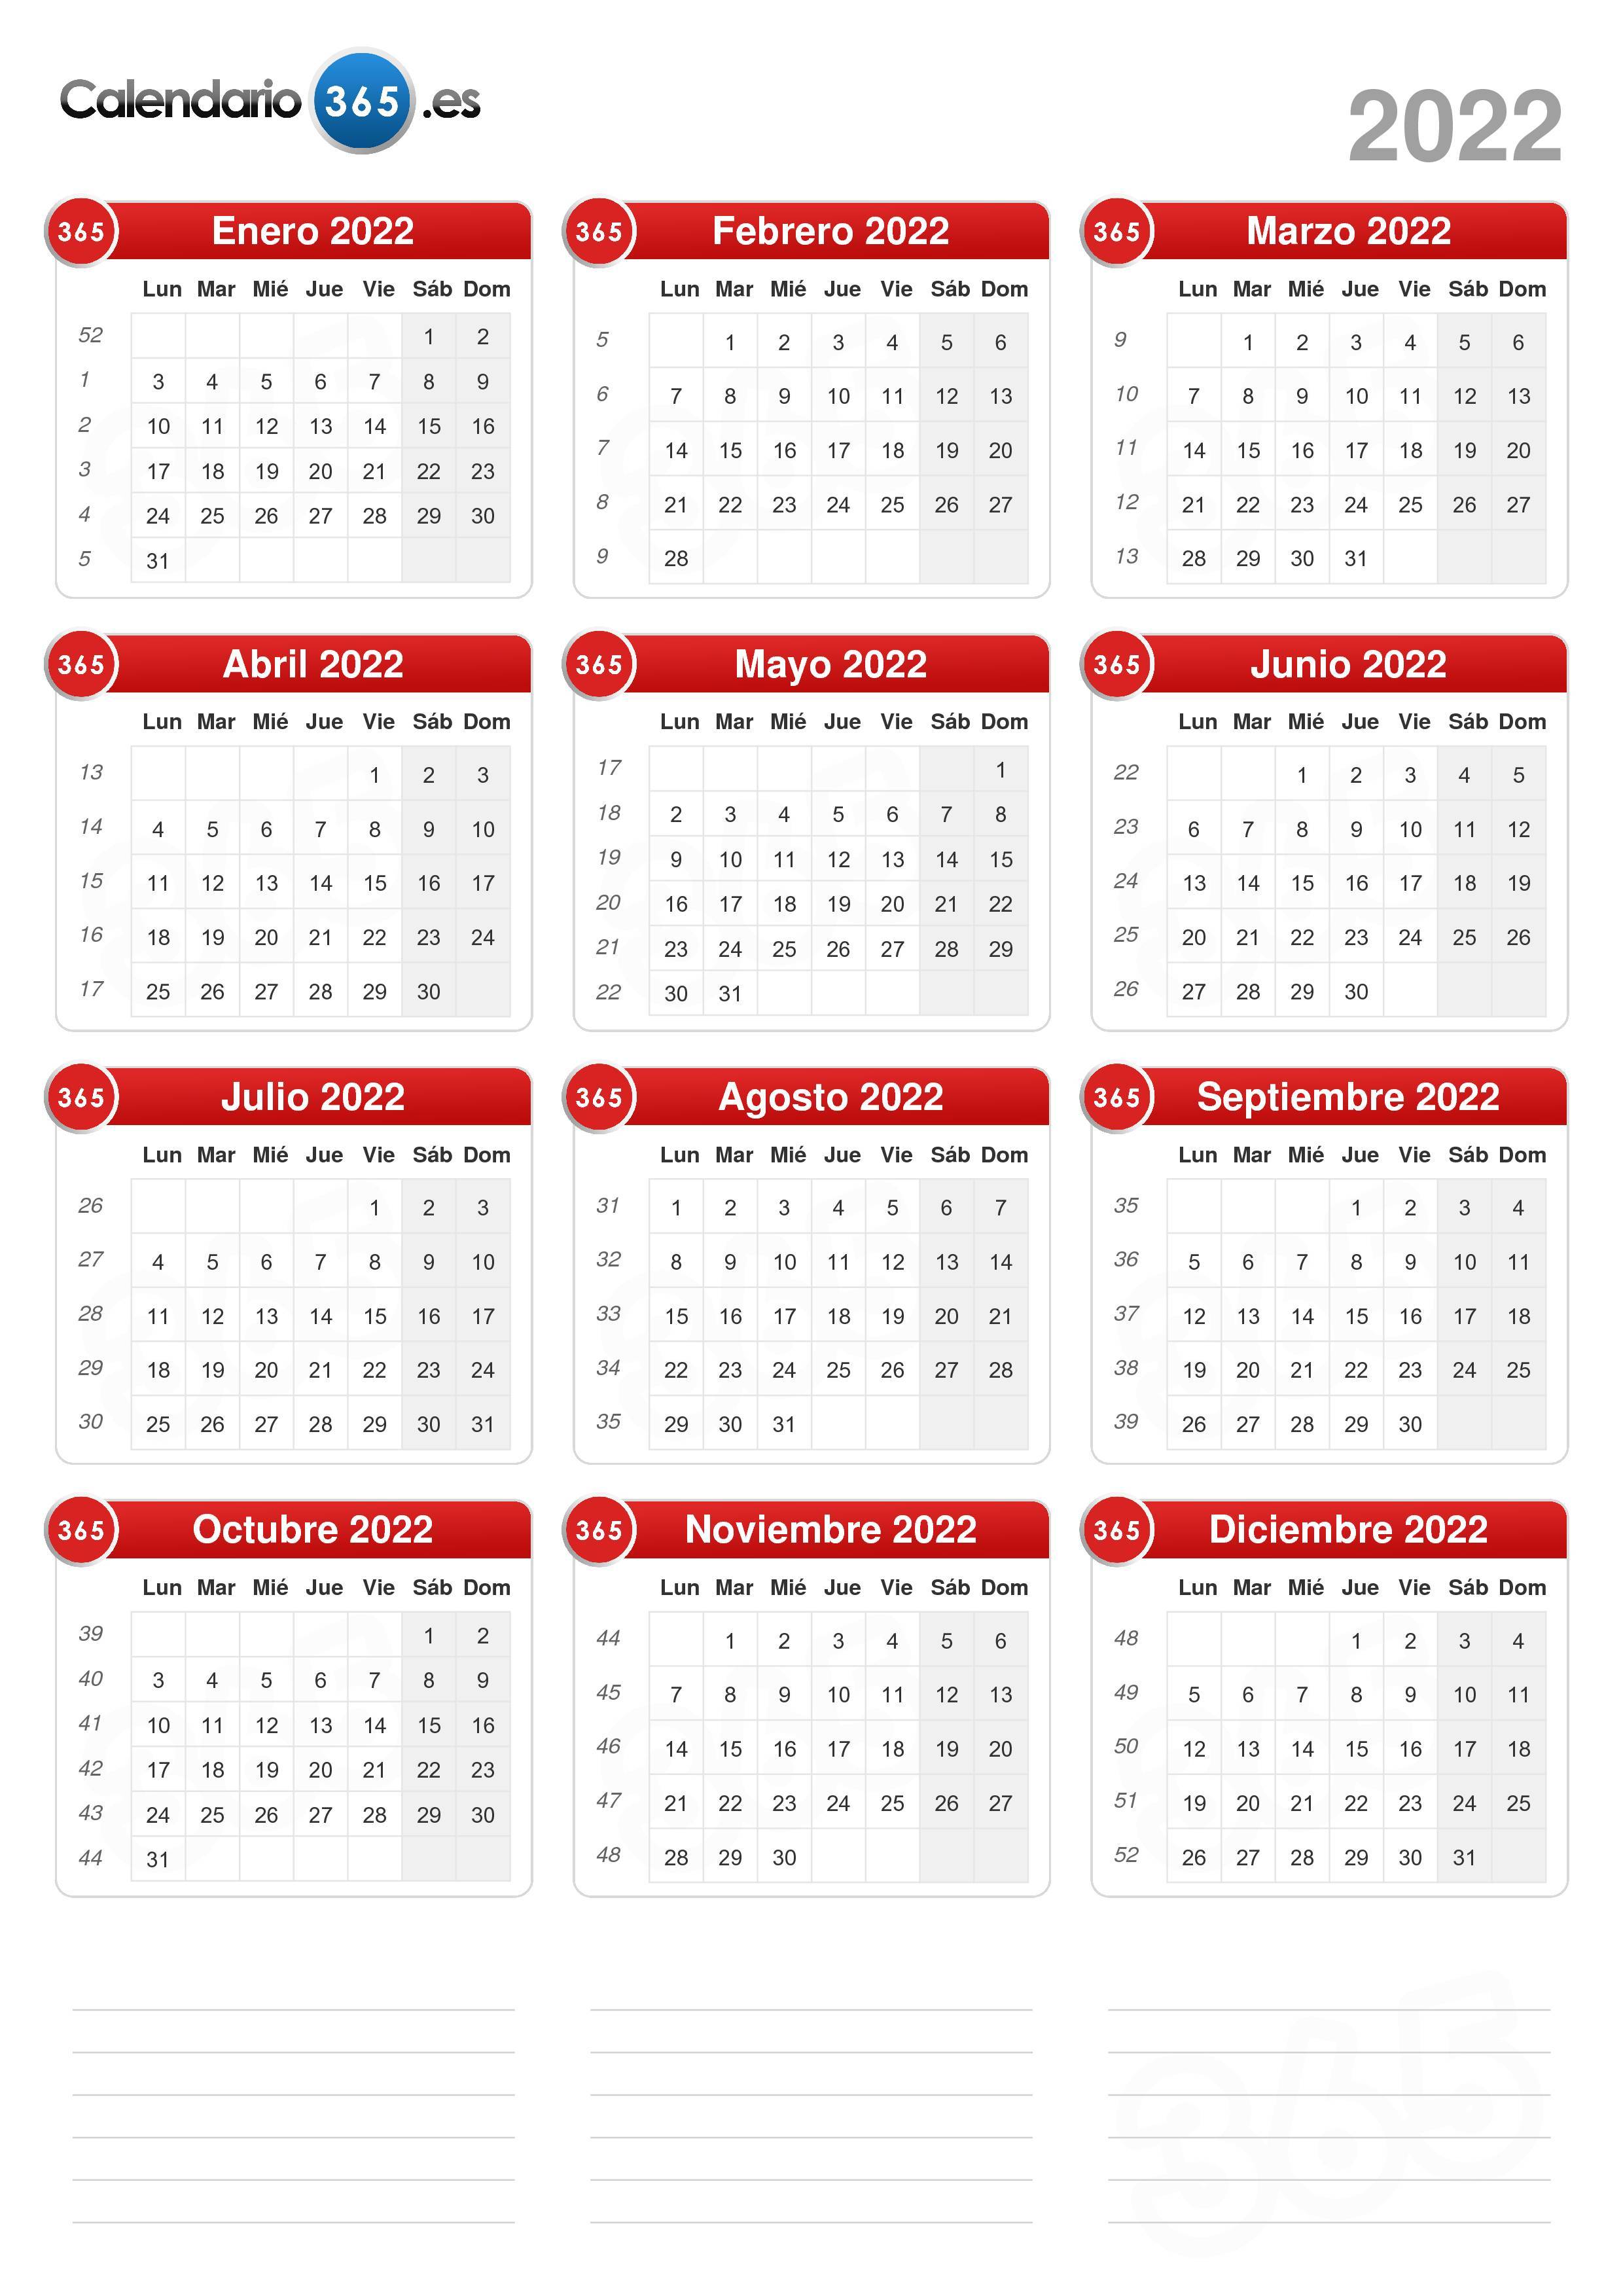 Calendario 365 .es
2022
365 Enero 2022
Lun Mar Mié Jue Vie Sáb Dom
52 1 2
1 3 4 5 6 7 8 9
2 10 11 12 13 14 15 16
3 17 18 19 20 21 22 23
4 24 25 26 27 28 29 30
5 31
365 Febrero 2022
Lun Mar Mié Jue Vie Sáb Dom
5 1 2 3 4 5 6
6 7 8 9 10 11 12 13
7 14 15 16 17 18 19 20
8 21 22 23 24 25 26 27
9 28
365 Marzo 2022
Lun Mar Mié Jue Vie Sáb Dom
9 1 2 3 4 5 6
10 7 8 9 10 11 12 13
11 14 15 16 17 18 19 20
12 21 22 23 24 25 26 27
13 28 29 30 31
365 Abril 2022
Lun Mar Mié Jue Vie Sáb Dom
13 1 2 3
14 4 5 6 7 8 9 10
15 11 12 13 14 15 16 17
16 18 19 20 21 22 23 24
17 25 26 27 28 29 30
365 Mayo 2022
Lun Mar Mié Jue Vie Sáb Dom
17 1
18 2 3 4 5 6 7 8
19 9 10 11 12 13 14 15
20 16 17 18 19 20 21 22
21 23 24 25 26 27 28 29
22 30 31
365 Junio 2022
Lun Mar Mié Jue Vie Sáb Dom
22 1 2 3 4 5
23 6 7 8 9 10 11 12
24 13 14 15 16 17 18 19
25 20 21 22 23 24 25 26
26 27 28 29 30
365 Julio 2022
Lun Mar Mié Jue Vie Sáb Dom
26 1 2 3
27 4 5 6 7 8 9 10
28 11 12 13 14 15 16 17
29 18 19 20 21 22 23 24
30 25 26 27 28 29 30 31
365 Agosto 2022
Lun Mar Mié Jue Vie Sáb Dom
31 1 2 3 4 5 6 7
32 8 9 10 11 12 13 14
33 15 16 17 18 19 20 21
34 22 23 24 25 26 27 28
35 29 30 31
365 Septiembre 2022
Lun Mar Mié Jue Vie Sáb Dom
35 1 2 3 4
36 5 6 7 8 9 10 11
37 12 13 14 15 16 17 18
38 19 20 21 22 23 24 25
39 26 27 28 29 30
365 Octubre 2022
Lun Mar Mié Jue Vie Sáb Dom
39 1 2
40 3 4 5 6 7 8 9
41 10 11 12 13 14 15 16
42 17 18 19 20 21 22 23
43 24 25 26 27 28 29 30
44 31
365 Noviembre 2022
Lun Mar Mié Jue Vie Sáb Dom
44 1 2 3 4 5 6
45 7 8 9 10 11 12 13
46 14 15 16 17 18 19 20
47 21 22 23 24 25 26 27
48 28 29 30
365 Diciembre 2022
Lun Mar Mié Jue Vie Sáb Dom
48 1 2 3 4
49 5 6 7 8 9 10 11
50 12 13 14 15 16 17 18
51 19 20 21 22 23 24 25
52 26 27 28 29 30 31
365